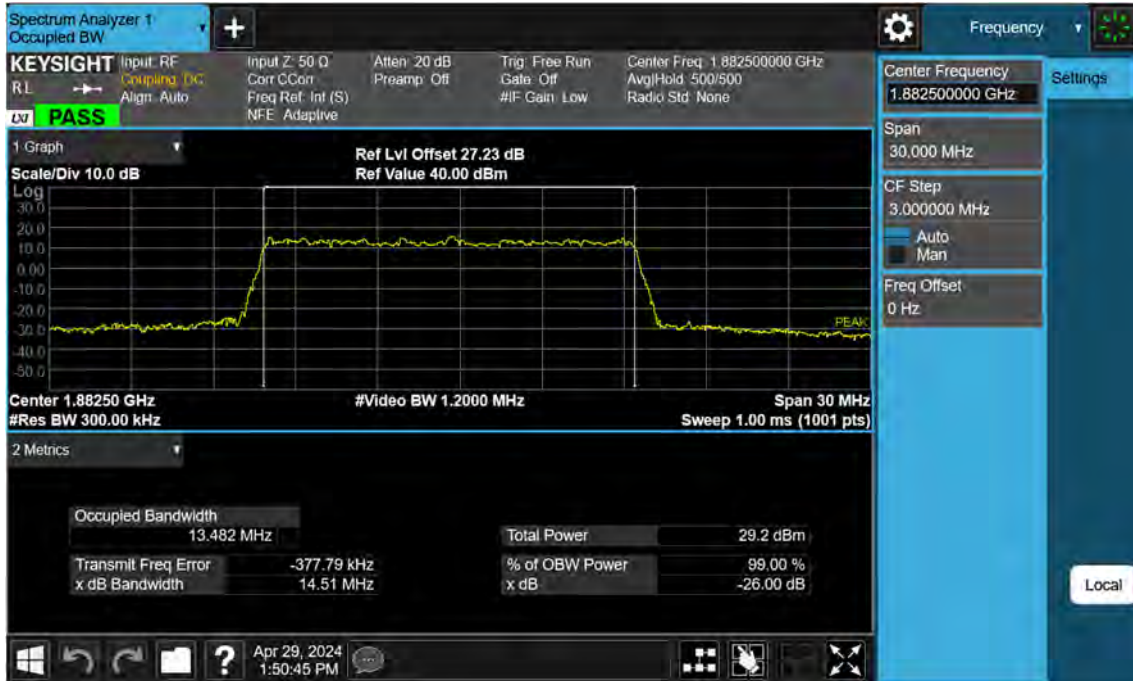 Spectrum Analyzer 1
Occupied BW
+
Frequency
KEYSIGHT
RL
LXI PASS
Input: RF
Coupling: DC
Align: Auto
Input Z: 50 Ω
Corr CCorr
Freq Ref: Int (S)
NFE: Adaptive
Atten: 20 dB
Preamp: Off
Trig: Free Run
Gate: Off
#IF Gain: Low
Center Freq: 1.882500000 GHz
Avg|Hold: 500/500
Radio Std: None
Center Frequency
1.882500000 GHz
Settings
Span
30.000 MHz
CF Step
3.000000 MHz
Auto
Man
Freq Offset
0 Hz
1 Graph
Scale/Div 10.0 dB
Ref Lvl Offset 27.23 dB
Ref Value 40.00 dBm
Log
30.0
20.0
10.0
0.00
-10.0
-20.0
-30.0
-40.0
-50.0
PEAK
Center 1.88250 GHz
#Video BW 1.2000 MHz
Span 30 MHz
#Res BW 300.00 kHz
Sweep 1.00 ms (1001 pts)
2 Metrics
Occupied Bandwidth
13.482 MHz
Total Power 29.2 dBm
Transmit Freq Error -377.79 kHz
% of OBW Power 99.00 %
x dB Bandwidth 14.51 MHz
x dB -26.00 dB
Local
?
Apr 29, 2024
1:50:45 PM